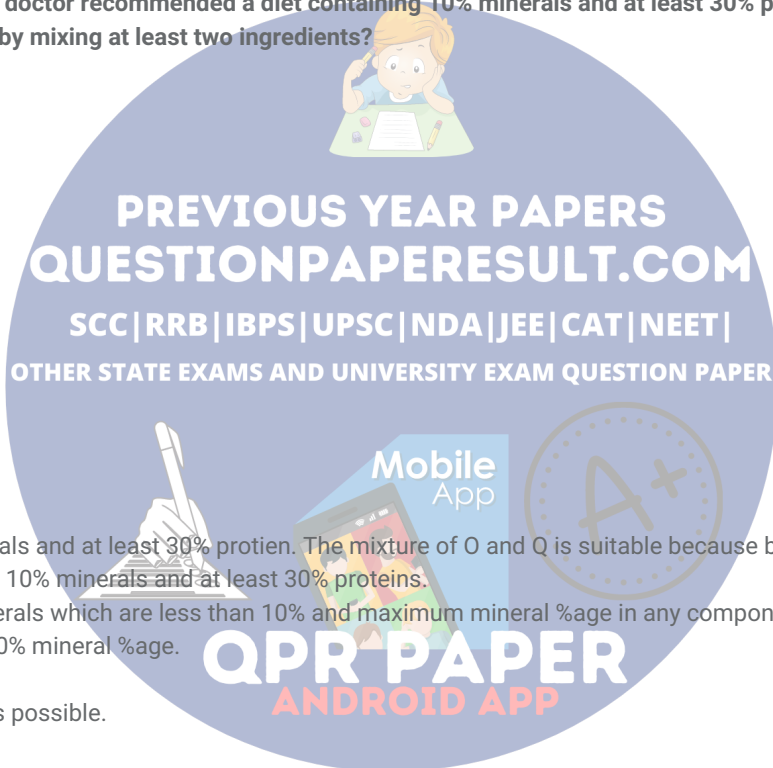 doctor recommended a diet containing 10% minerals and at least 30% p
by mixing at least two ingredients?
PREVIOUS YEAR PAPERS
QUESTIONPAPERESULT.COM
SCC|RRB|IBPS|UPSC|NDA|JEE|CAT|NEET|
OTHER STATE EXAMS AND UNIVERSITY EXAM QUESTION PAPER
Mobile
App
A+
als and at least 30% protien. The mixture of O and Q is suitable because b
10% minerals and at least 30% proteins.
erals which are less than 10% and maximum mineral %age in any compon
0% mineral %age.
QPR PAPER
ANDROID APP
s possible.